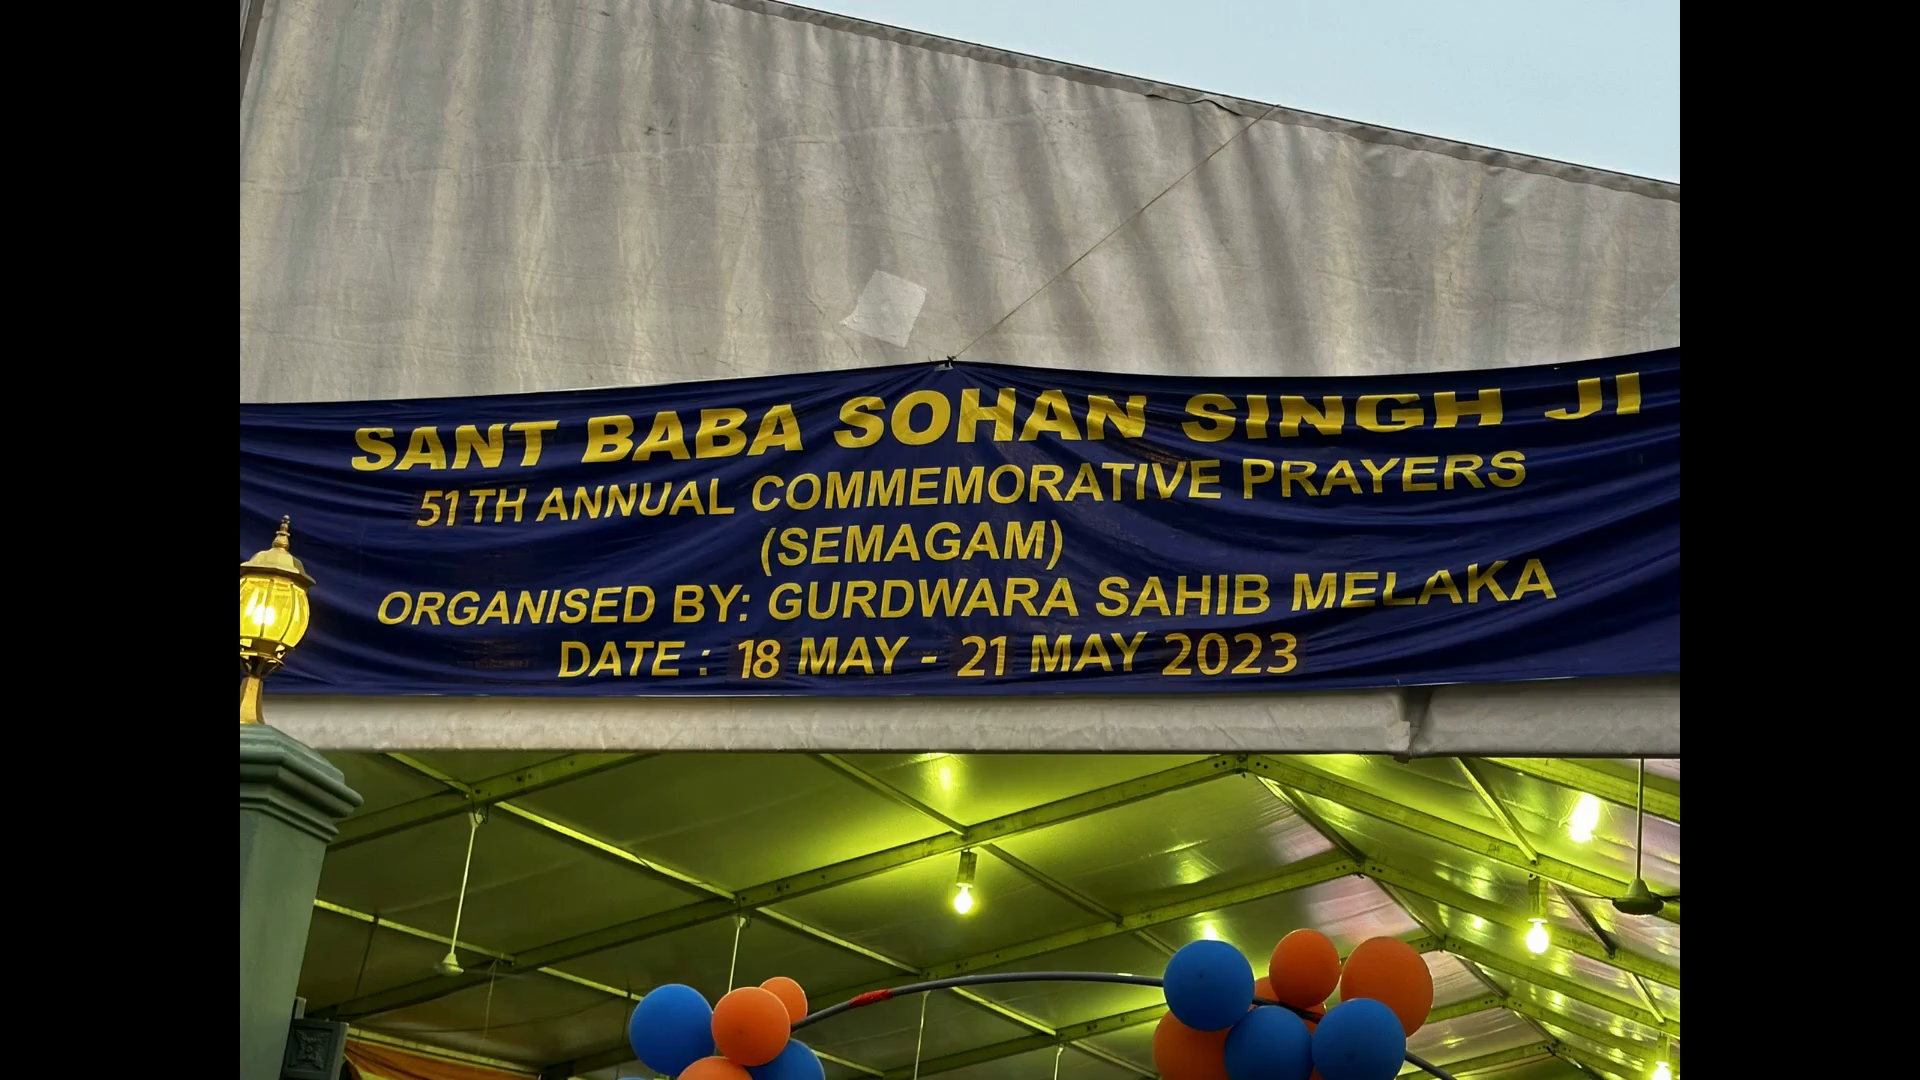 SANT BABA SOHAN SINGH JI
51TH ANNUAL COMMEMORATIVE PRAYERS
(SEMAGAM)
ORGANISED BY: GURDWARA SAHIB MELAKA
DATE : 18 MAY - 21 MAY 2023